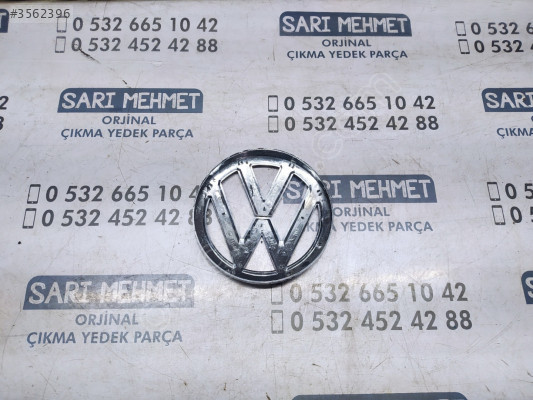 #3562396
0 532 665 10 42
0 532 452 42 88
SARI MEHMET
ORJİNAL
ÇIKMA YEDEK PARÇA
SARI MEHMET
ORJİNAL
ÇIKMA YEDEK PARÇA
0 532 665 10 42
0 532 452 42 88
0 532 665 10 42
0 532 452 42 88
SARI MEHMET
ORJİNAL
ÇIKMA YEDEK PARÇA
SARI MEHMET
ORJİNAL
ÇIKMA YEDEK PARÇA
0 532 665 10 42
0 532 452 42 88